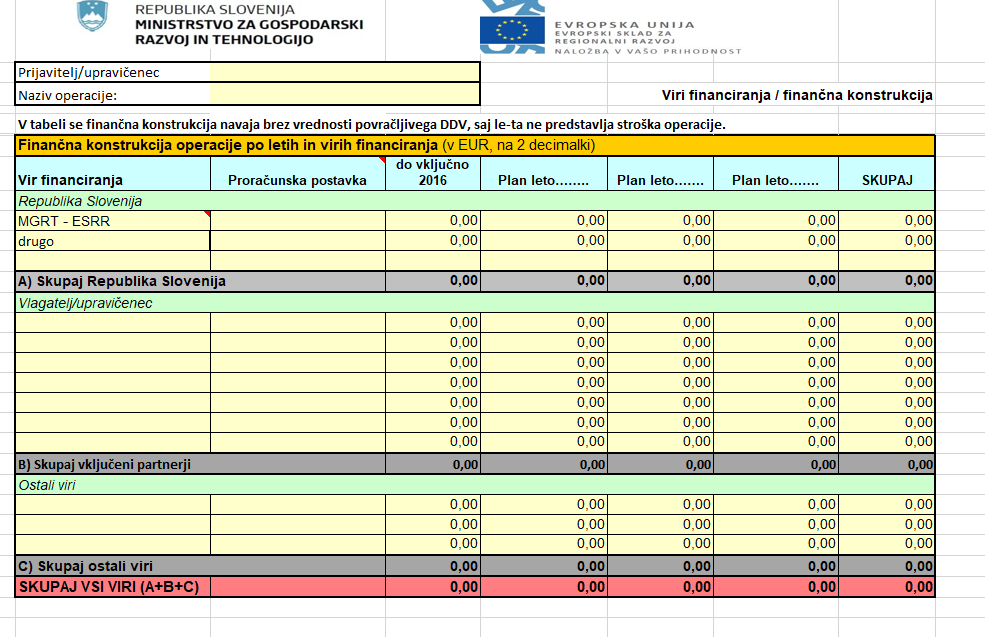 REPUBLIKA SLOVENIJA
MINISTRSTVO ZA GOSPODARSKI
RAZVOJ IN TEHNOLOGIJO
EVROPSKA UNIJA
EVROPSKI SKLAD ZA
REGIONALNI RAZVOJ
NALOŽBA V VAŠO PRIHODNOST
Prijavitelj/upravičenec
Naziv operacije:
Viri financiranja / finančna konstrukcija
V tabeli se finančna konstrukcija navaja brez vrednosti povračljivega DDV, saj le-ta ne predstavlja stroška operacije.
Finančna konstrukcija operacije po letih in virih financiranja (v EUR, na 2 decimalki)
Vir financiranja Proračunska postavka do vključno 2016 Plan leto........ Plan leto....... Plan leto....... SKUPAJ
Republika Slovenija
MGRT - ESRR 0,00 0,00 0,00 0,00 0,00
drugo 0,00 0,00 0,00 0,00 0,00
A) Skupaj Republika Slovenija 0,00 0,00 0,00 0,00 0,00
Vlagatelj/upravičenec
0,00 0,00 0,00 0,00 0,00
0,00 0,00 0,00 0,00 0,00
0,00 0,00 0,00 0,00 0,00
0,00 0,00 0,00 0,00 0,00
0,00 0,00 0,00 0,00 0,00
0,00 0,00 0,00 0,00 0,00
0,00 0,00 0,00 0,00 0,00
B) Skupaj vključeni partnerji 0,00 0,00 0,00 0,00 0,00
Ostali viri
0,00 0,00 0,00 0,00 0,00
0,00 0,00 0,00 0,00 0,00
0,00 0,00 0,00 0,00 0,00
C) Skupaj ostali viri 0,00 0,00 0,00 0,00 0,00
SKUPAJ VSI VIRI (A+B+C) 0,00 0,00 0,00 0,00 0,00